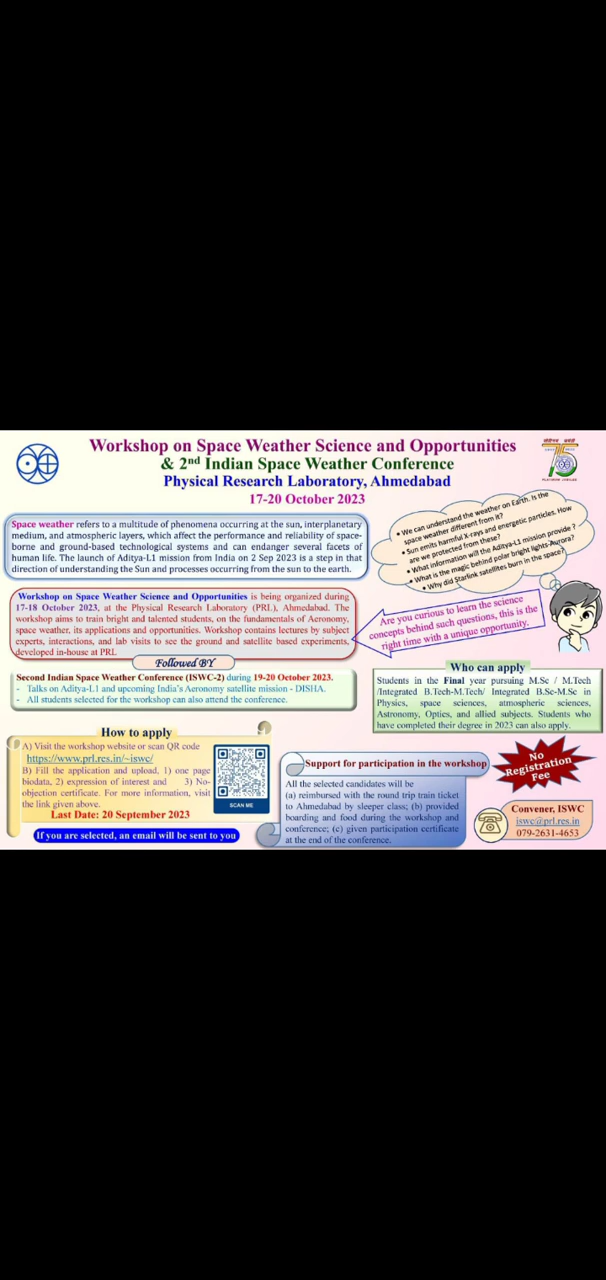 Workshop on Space Weather Science and Opportunities
& 2nd Indian Space Weather Conference
Physical Research Laboratory, Ahmedabad
17-20 October 2023
Space weather refers to a multitude of phenomena occurring at the sun, interplanetary
medium, and atmospheric layers, which affect the performance and reliability of space-
borne and ground-based technological systems and can endanger several facets of
human life. The launch of Aditya-L1 mission from India on 2 Sep 2023 is a step in that
direction of understanding the Sun and processes occurring from the sun to the earth.
• We can understand the weather on Earth. Is the
space weather different from it?
• Sun emits harmful X-rays and energetic particles. How
are we protected from these?
• What information will the Aditya-L1 mission provide ?
• What is the magic behind polar bright lights-Aurora?
• Why did Starlink satellites burn in the space?
Workshop on Space Weather Science and Opportunities is being organized during
17-18 October 2023, at the Physical Research Laboratory (PRL), Ahmedabad. The
workshop aims to train bright and talented students, on the fundamentals of Aeronomy,
space weather, its applications and opportunities. Workshop contains lectures by subject
experts, interactions, and lab visits to see the ground and satellite based experiments,
developed in-house at PRL
Are you curious to learn the science
concepts behind such questions, this is the
right time with a unique opportunity.
Followed BY
Second Indian Space Weather Conference (ISWC-2) during 19-20 October 2023.
- Talks on Aditya-L1 and upcoming India's Aeronomy satellite mission - DISHA.
- All students selected for the workshop can also attend the conference.
Who can apply
Students in the Final year pursuing M.Sc / M.Tech
/Integrated B.Tech-M.Tech/ Integrated B.Sc-M.Sc in
Physics, space sciences, atmospheric sciences,
Astronomy, Optics, and allied subjects. Students who
have completed their degree in 2023 can also apply.
How to apply
A) Visit the workshop website or scan QR code
https://www.prl.res.in/~iswc/
B) Fill the application and upload, 1) one page
biodata, 2) expression of interest and 3) No-
objection certificate. For more information, visit
the link given above.
Last Date: 20 September 2023
SCAN ME
If you are selected, an email will be sent to you
Support for participation in the workshop
All the selected candidates will be
(a) reimbursed with the round trip train ticket
to Ahmedabad by sleeper class; (b) provided
boarding and food during the workshop and
conference; (c) given participation certificate
at the end of the conference.
No
Registration
Fee
Convener, ISWC
iswc@prl.res.in
079-2631-4653